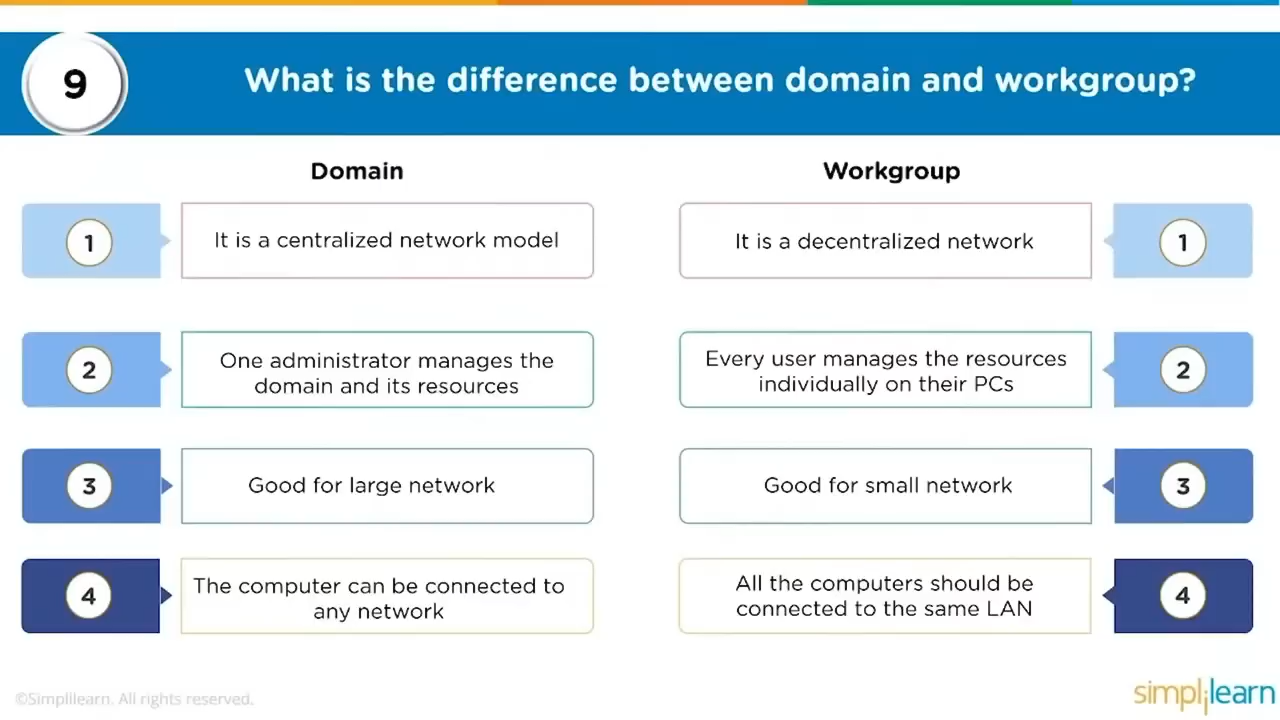 9
What is the difference between domain and workgroup?
Domain
Workgroup
1
It is a centralized network model
It is a decentralized network
1
2
One administrator manages the
domain and its resources
Every user manages the resources
individually on their PCs
2
3
Good for large network
Good for small network
3
4
The computer can be connected to
any network
All the computers should be
connected to the same LAN
4
©Simplilearn. All rights reserved.
simplilearn